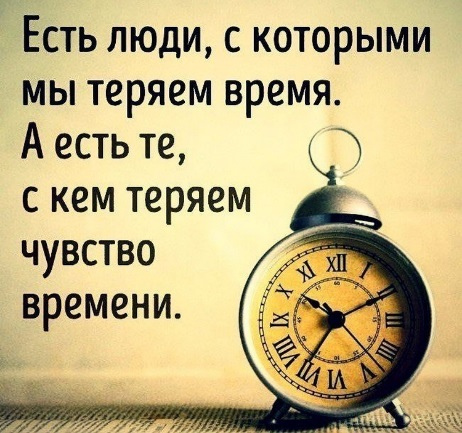 Есть люди, с которыми
мы теряем время.
А есть те,
с кем теряем
чувство
времени.
XII
I
II
III
IIII
V
VI
VII
VIII
IX
X
XI